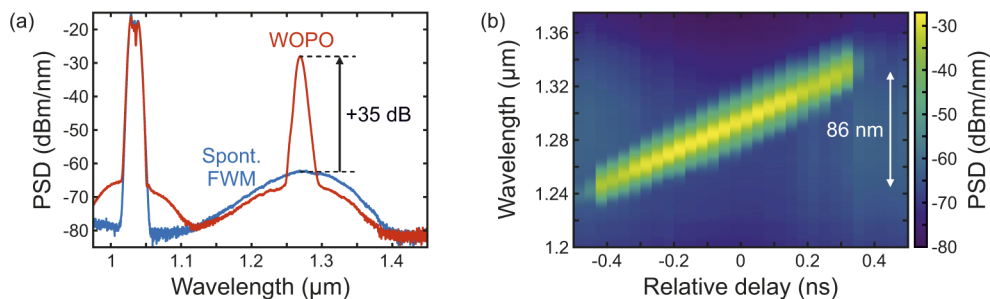 (a)
PSD (dBm/nm)
-20
-30
-40
-50
-60
-70
-80
WOPO
+35 dB
Spont.
FWM
1
1.1
1.2
1.3
1.4
Wavelength (μm)
(b)
Wavelength (μm)
1.36
1.32
1.28
1.24
1.2
86 nm
-0.4
-0.2
0
0.2
0.4
Relative delay (ns)
-30
-40
-50
-60
-70
-80
PSD (dBm/nm)